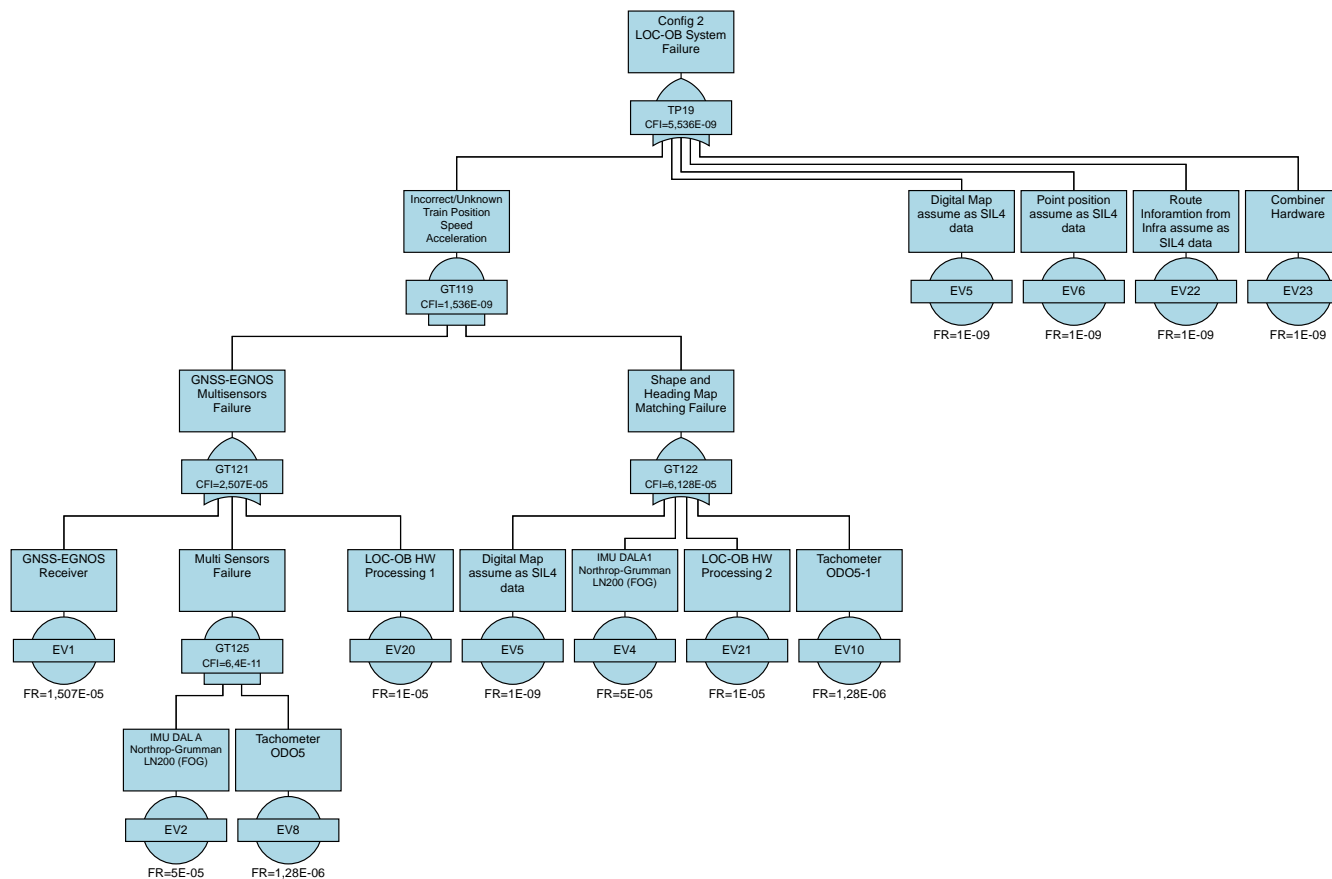 Config 2
LOC-OB System
Failure
TP19
CFI=5,536E-09
Incorrect/Unknown
Train Position
Speed
Acceleration
GT119
CFI=1,536E-09
Digital Map
assume as SIL4
data
EV5
FR=1E-09
Point position
assume as SIL4
data
EV6
FR=1E-09
Route
Inforamtion from
Infra assume as
SIL4 data
EV22
FR=1E-09
Combiner
Hardware
EV23
FR=1E-09
GNSS-EGNOS
Multisensors
Failure
GT121
CFI=2,507E-05
Shape and
Heading Map
Matching Failure
GT122
CFI=6,128E-05
GNSS-EGNOS
Receiver
EV1
FR=1,507E-05
Multi Sensors
Failure
GT125
CFI=6,4E-11
LOC-OB HW
Processing 1
EV20
FR=1E-05
Digital Map
assume as SIL4
data
EV5
FR=1E-09
IMU DALA1
Northrop-Grumman
LN200 (FOG)
EV4
FR=5E-05
LOC-OB HW
Processing 2
EV21
FR=1E-05
Tachometer
ODO5-1
EV10
FR=1,28E-06
IMU DAL A
Northrop-Grumman
LN200 (FOG)
EV2
FR=5E-05
Tachometer
ODO5
EV8
FR=1,28E-06